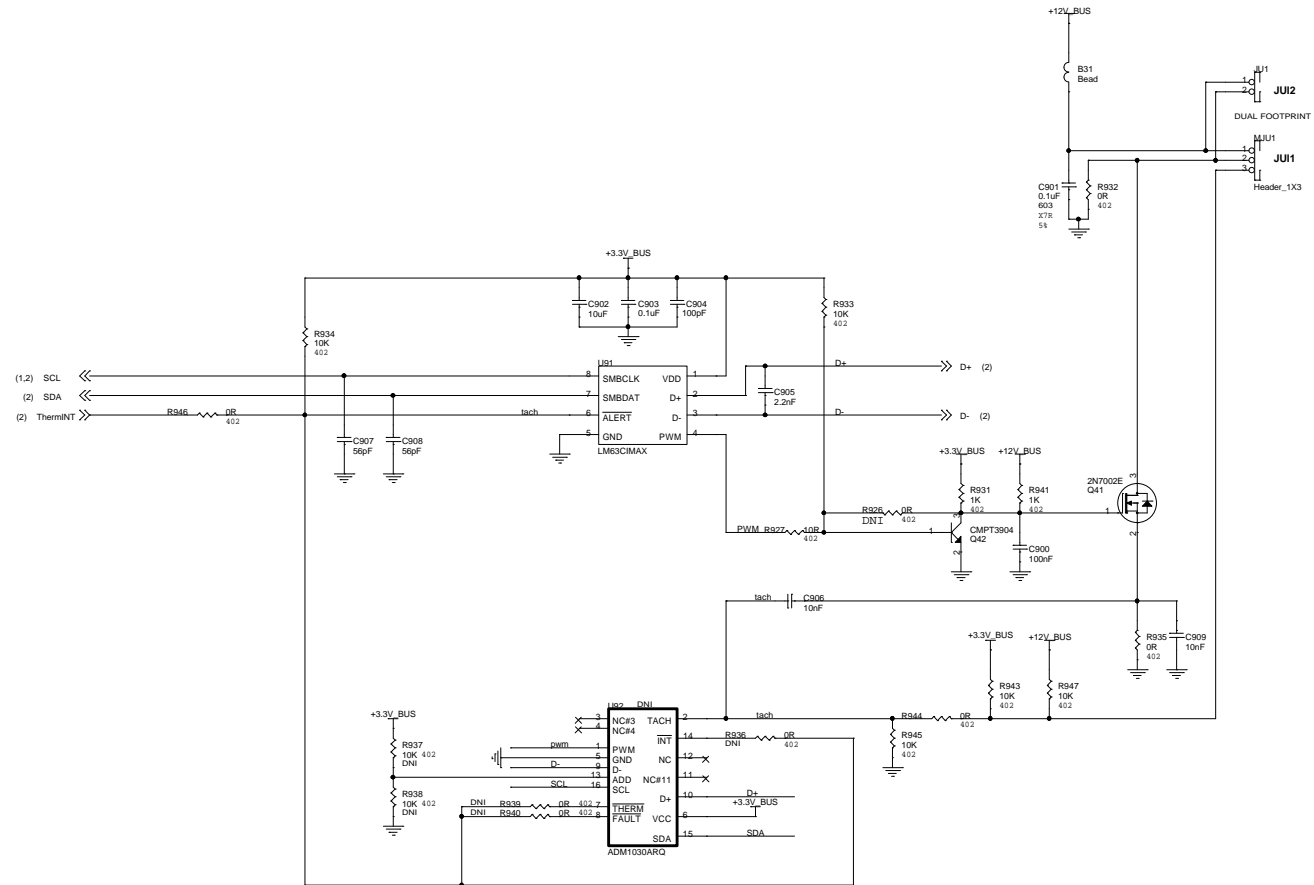 +12V_BUS
B31
Bead
JU1
1
2
JUI2
DUAL FOOTPRINT
MJU1
1
2
3
JUI1
Header_1X3
C901
0.1uF
603
X7R
5%
R932
0R
402
+3.3V_BUS
C902
10uF
C903
0.1uF
C904
100pF
R933
10K
402
R934
10K
402
U91
(1,2) SCL
8 SMBCLK
VDD 1
D+
D+ (2)
(2) SDA
7 SMBDAT
D+ 2
C905
2.2nF
(2) ThermINT
R946
0R
402
tach
6 ALERT
D- 3
D-
D- (2)
5 GND
PWM 4
LM63CIMAX
C907
56pF
C908
56pF
+3.3V_BUS
+12V_BUS
R931
1K
402
R941
1K
402
2N7002E
Q41
3
1
2
R926
DNI
0R
402
PWM
R927
10R
402
1
3
2
CMPT3904
Q42
C900
100nF
tach
C906
10nF
R935
0R
402
C909
10nF
+3.3V_BUS
+12V_BUS
R943
10K
402
R947
10K
402
U92 DNI
+3.3V_BUS
3 NC#3
4 NC#4
TACH 2
tach
R944
0R
402
R945
10K
402
R937
10K 402
DNI
pwm
1 PWM
INT 14
R936
DNI
0R
402
5 GND
D-
9 D-
NC 12
13 ADD
NC#11 11
SCL
16 SCL
R938
10K 402
DNI
D+ 10
D+
+3.3V_BUS
DNI R939 0R 402
7 THERM
DNI R940 0R 402
8 FAULT
VCC 6
SDA 15
SDA
ADM1030ARQ